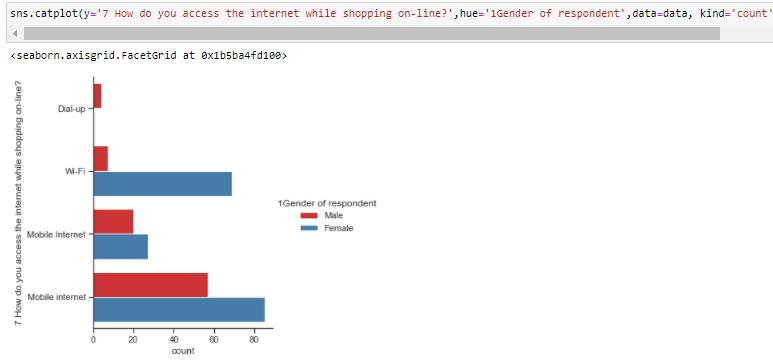 sns.catplot(y='7 How do you access the internet while shopping on-line?',hue='1Gender of respondent',data=data, kind='count'
<seaborn.axisgrid.FacetGrid at 0x1b5ba4fd100>
7 How do you access the internet while shopping on-line?
Dial-up
Wi-Fi
Mobile Internet
Mobile internet
0 20 40 60 80
count
1Gender of respondent
Male
Female